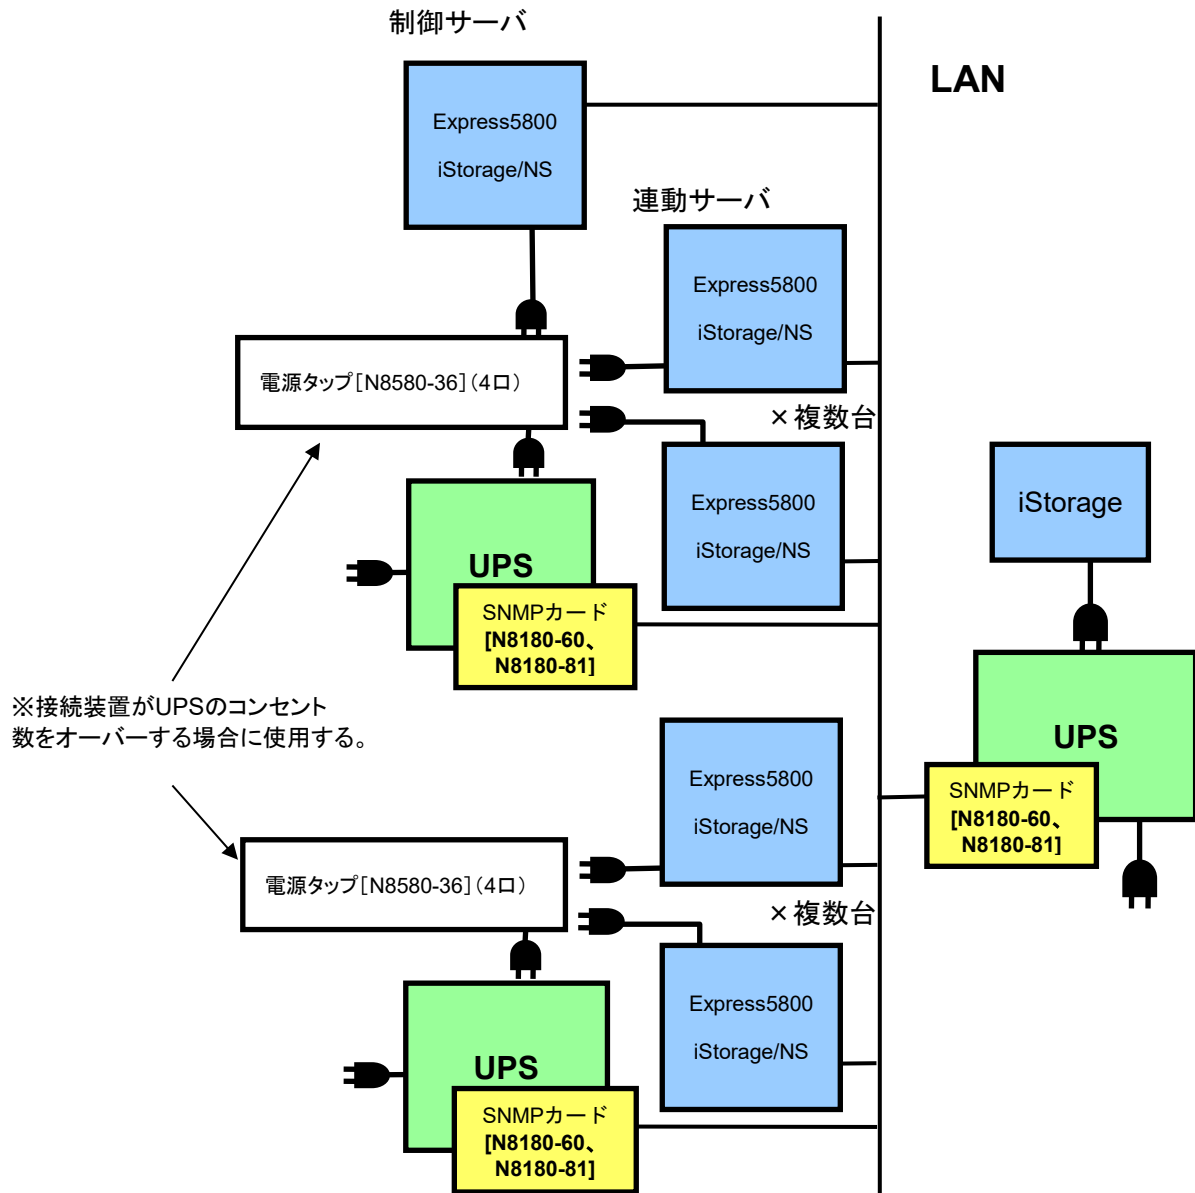 制御サーバ
LAN
Express5800
iStorage/NS
連動サーバ
Express5800
iStorage/NS
電源タップ[N8580-36](4口)
×複数台
Express5800
iStorage/NS
iStorage
UPS
SNMPカード
[N8180-60、
N8180-81]
※接続装置がUPSのコンセント
数をオーバーする場合に使用する。
UPS
SNMPカード
[N8180-60、
N8180-81]
Express5800
iStorage/NS
電源タップ[N8580-36](4口)
×複数台
Express5800
iStorage/NS
UPS
SNMPカード
[N8180-60、
N8180-81]